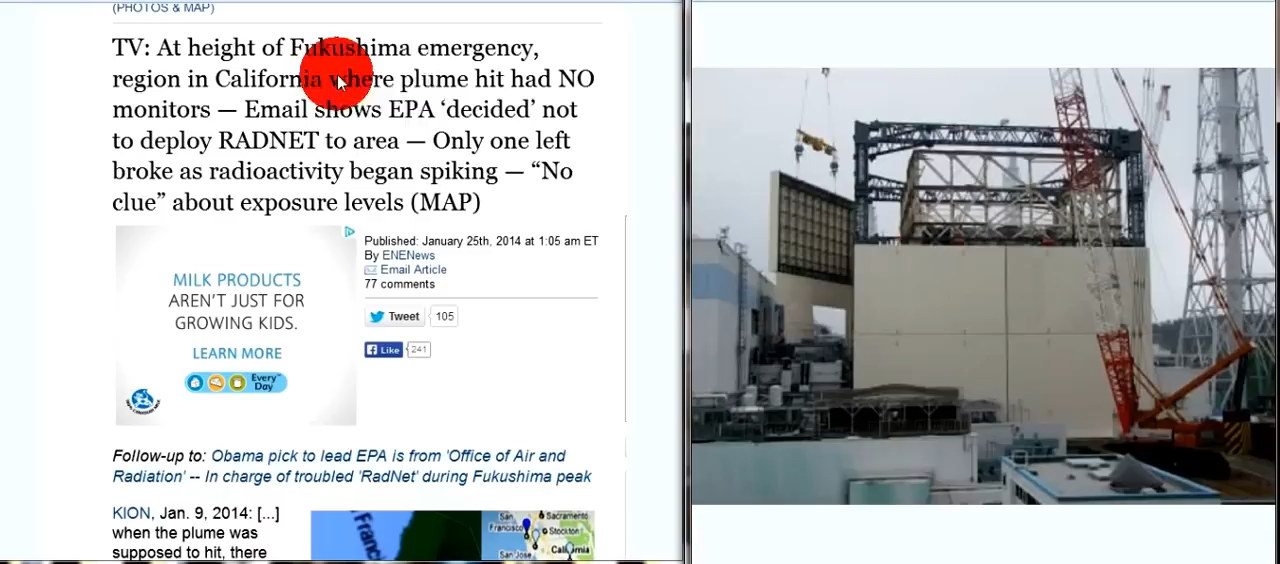 (PHOTOS & MAP)
TV: At height of Fukushima emergency,
region in California where plume hit had NO
monitors — Email shows EPA ‘decided’ not
to deploy RADNET to area — Only one left
broke as radioactivity began spiking — “No
clue” about exposure levels (MAP)
MILK PRODUCTS
AREN'T JUST FOR
GROWING KIDS.
LEARN MORE
Every™
Day
Published: January 25th, 2014 at 1:05 am ET
By ENENews
Email Article
77 comments
Tweet 105
Like 241
Follow-up to: Obama pick to lead EPA is from 'Office of Air and
Radiation' -- In charge of troubled 'RadNet' during Fukushima peak
KION, Jan. 9, 2014: [...]
when the plume was
supposed to hit, there
Franci
San
Francisco
Sacramento
Stockton
San Jose
California